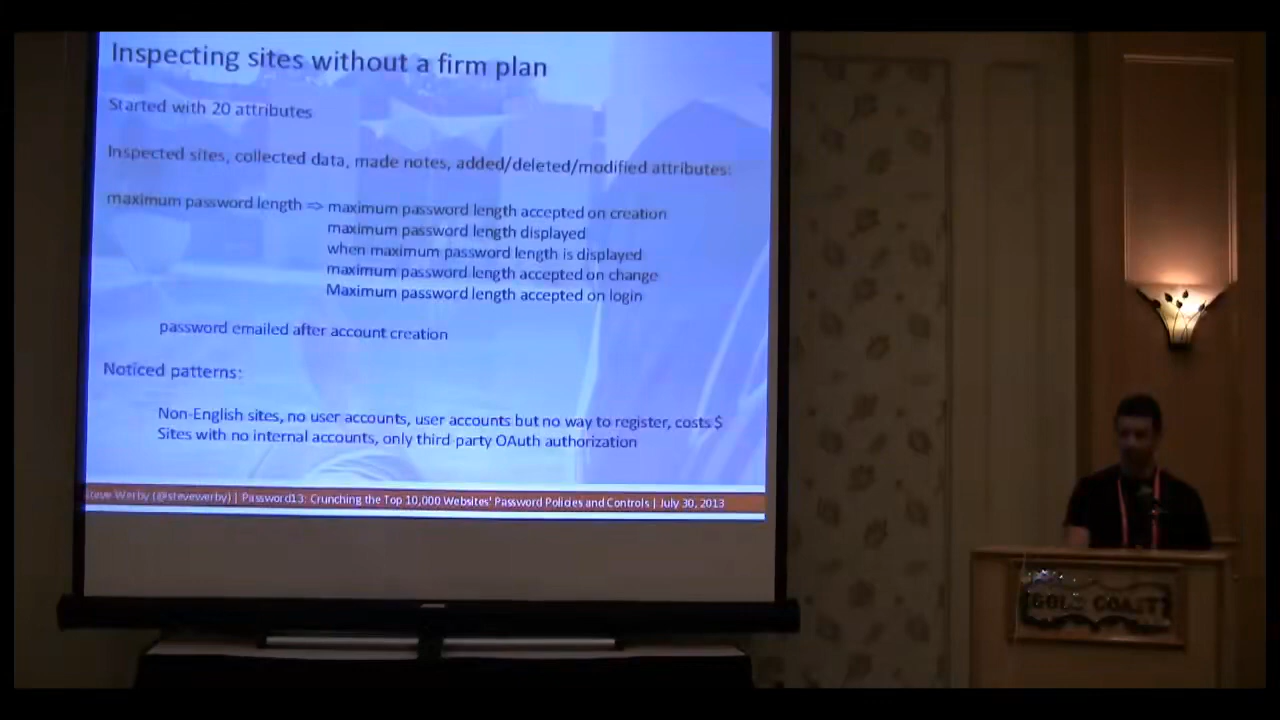 Inspecting sites without a firm plan
Started with 20 attributes
Inspected sites, collected data, made notes, added/deleted/modified attributes:
maximum password length => maximum password length accepted on creation
maximum password length displayed
when maximum password length is displayed
maximum password length accepted on change
Maximum password length accepted on login
password emailed after account creation
Noticed patterns:
Non-English sites, no user accounts, user accounts but no way to register, costs $
Sites with no internal accounts, only third-party OAuth authorization
Steve Werby (@stevewerby) | Password13: Crunching the Top 10,000 Websites' Password Policies and Controls | July 30, 2013
GOLD COAST